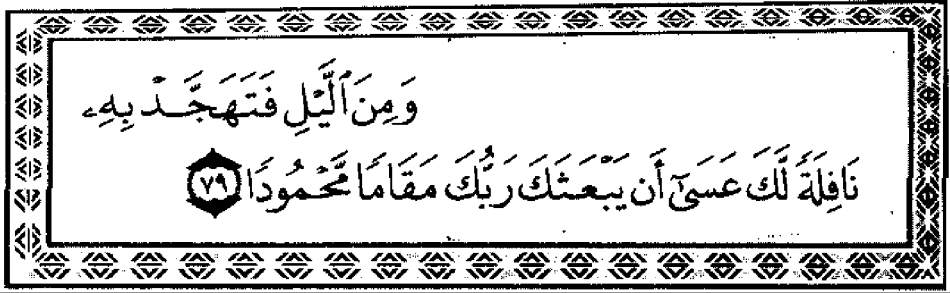 وَمِنَ ٱلَّيْلِ فَتَهَجَّدْ بِهِۦ
نَافِلَةً لَّكَ عَسَىٰٓ أَن يَبْعَثَكَ رَبُّكَ مَقَامًا مَّحْمُودًا ٧٩